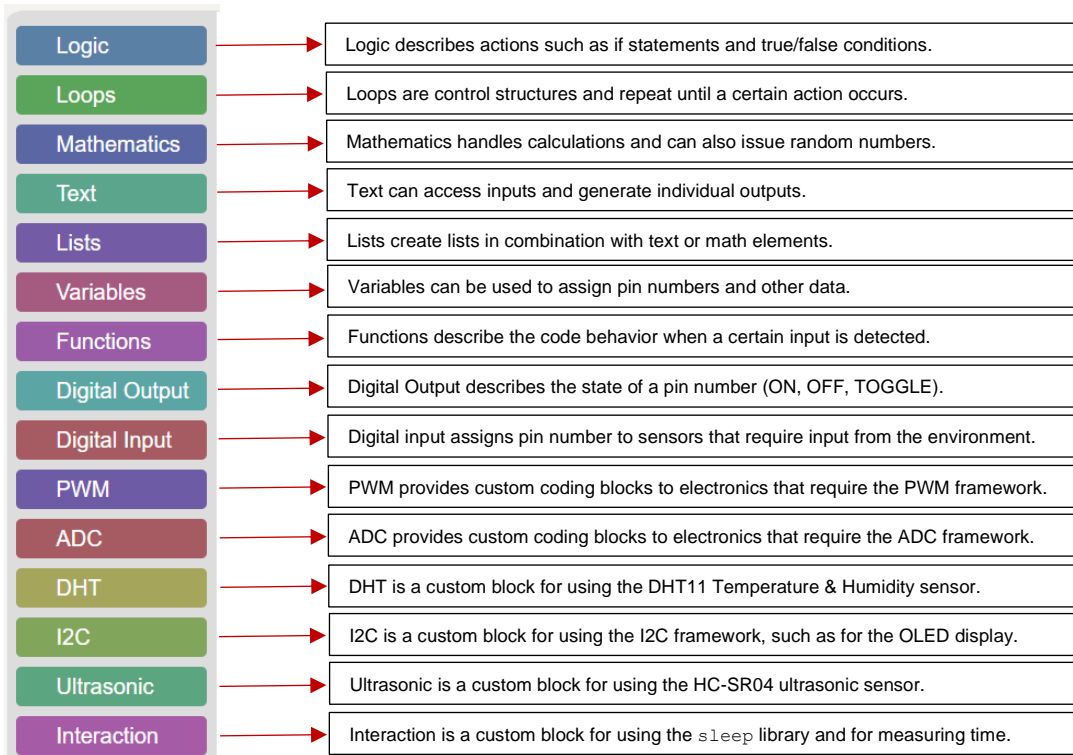 Logic
Logic describes actions such as if statements and true/false conditions.
Loops
Loops are control structures and repeat until a certain action occurs.
Mathematics
Mathematics handles calculations and can also issue random numbers.
Text
Text can access inputs and generate individual outputs.
Lists
Lists create lists in combination with text or math elements.
Variables
Variables can be used to assign pin numbers and other data.
Functions
Functions describe the code behavior when a certain input is detected.
Digital Output
Digital Output describes the state of a pin number (ON, OFF, TOGGLE).
Digital Input
Digital input assigns pin number to sensors that require input from the environment.
PWM
PWM provides custom coding blocks to electronics that require the PWM framework.
ADC
ADC provides custom coding blocks to electronics that require the ADC framework.
DHT
DHT is a custom block for using the DHT11 Temperature & Humidity sensor.
I2C
I2C is a custom block for using the I2C framework, such as for the OLED display.
Ultrasonic
Ultrasonic is a custom block for using the HC-SR04 ultrasonic sensor.
Interaction
Interaction is a custom block for using the sleep library and for measuring time.